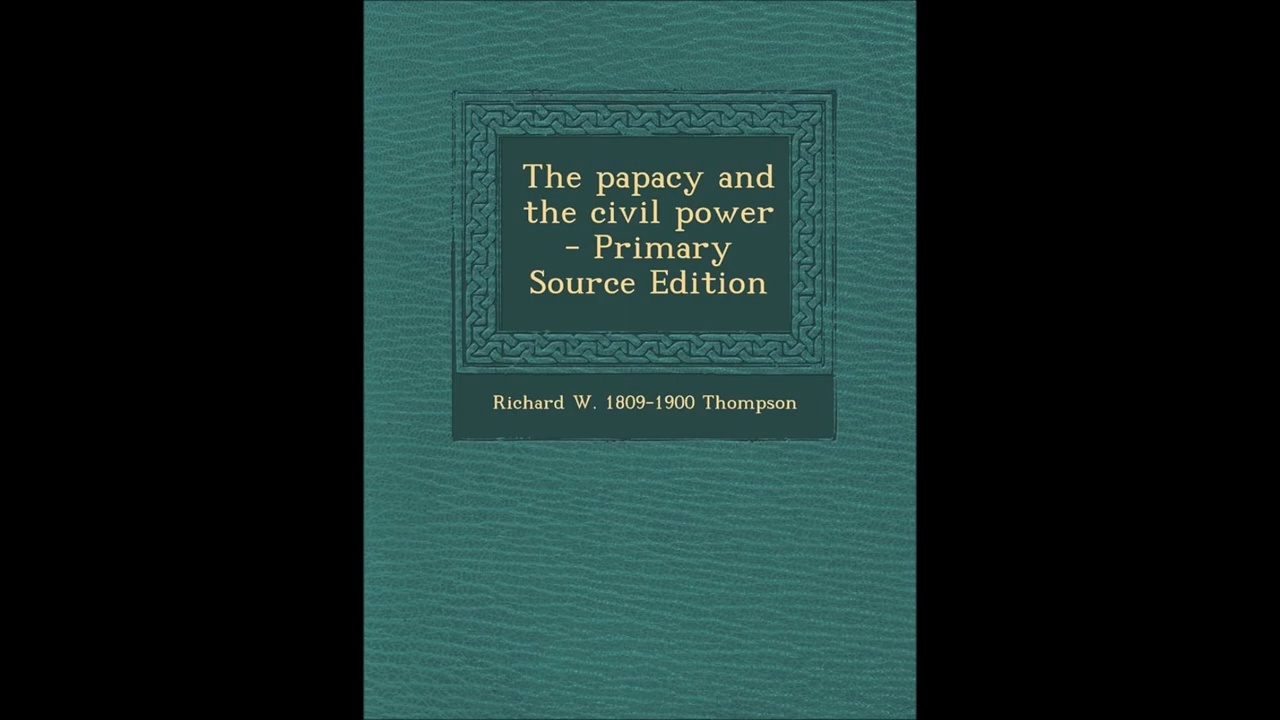 The papacy and
the civil power
- Primary
Source Edition
Richard W. 1809-1900 Thompson